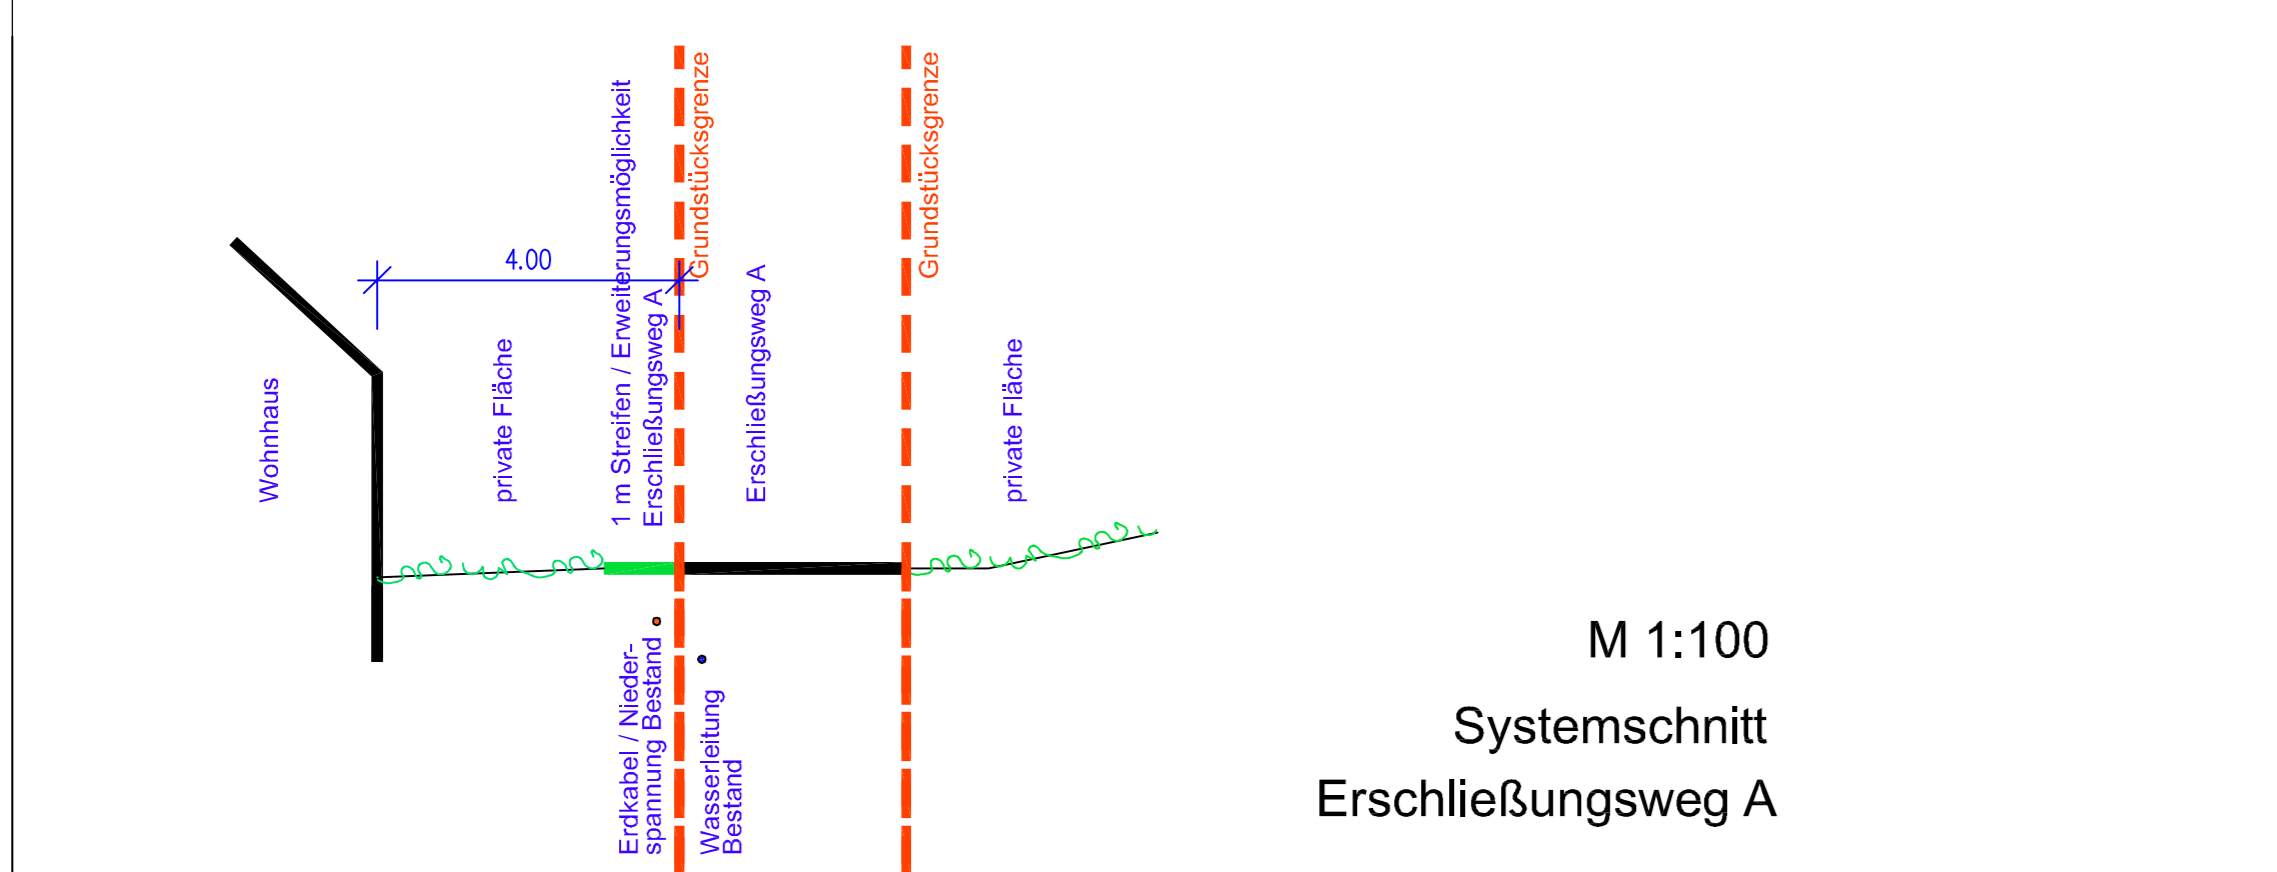 Wohnhaus
4.00
private Fläche
1 m Streifen / Erweiterungsmöglichkeit
Erschließungsweg A
Grundstücksgrenze
Erschließungsweg A
Grundstücksgrenze
private Fläche
Erdkabel / Nieder-
spannung Bestand
Wasserleitung
Bestand
M 1:100
Systemschnitt
Erschließungsweg A